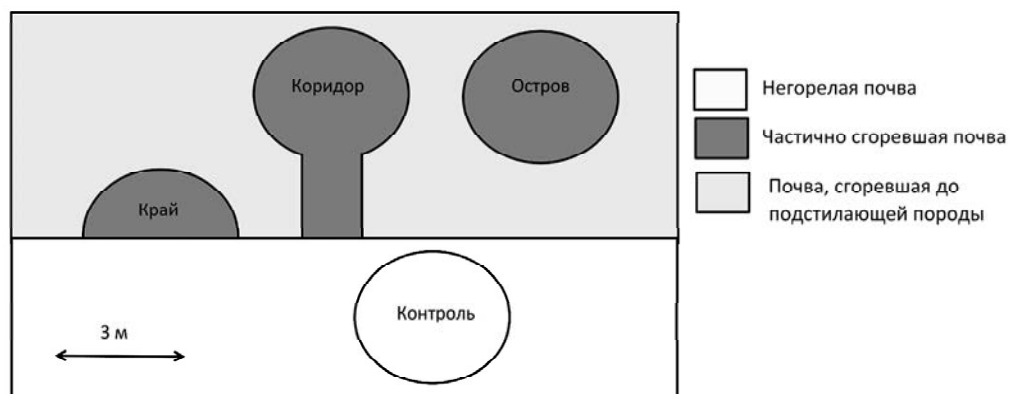 Коридор
Остров
Край
Контроль
3 м
Негорелая почва
Частично сгоревшая почва
Почва, сгоревшая до
подстилающей породы